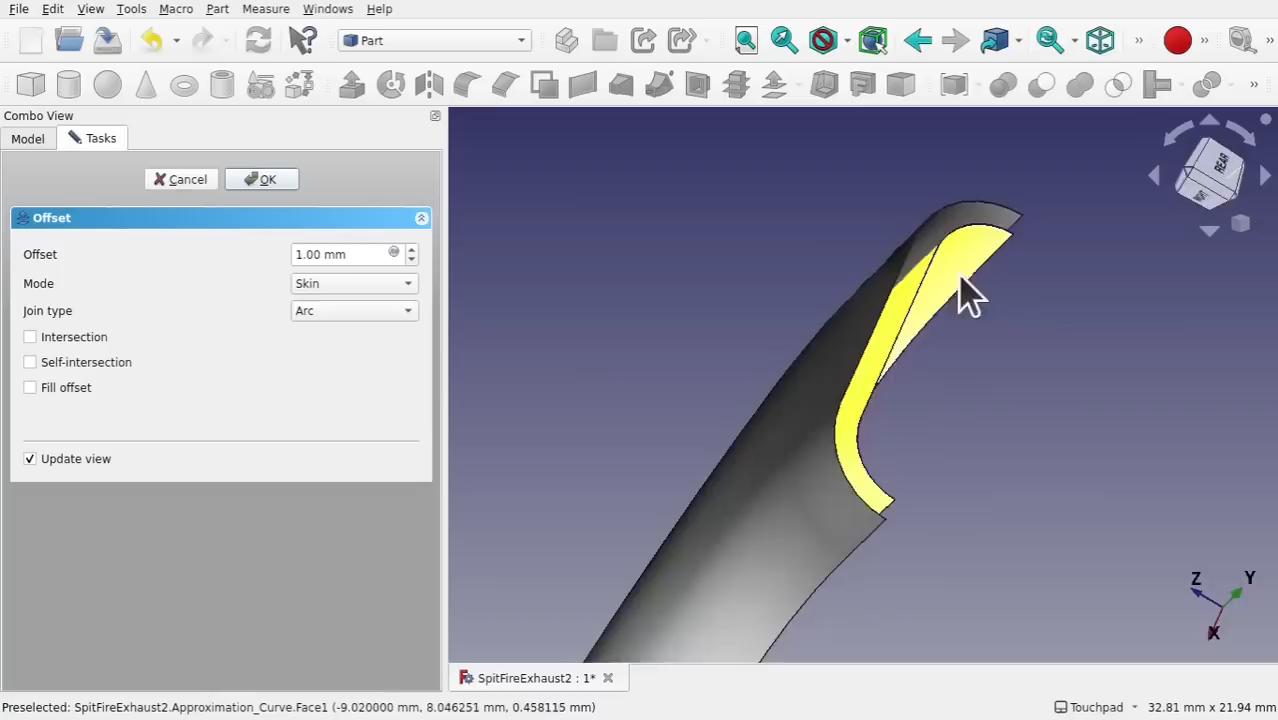 File Edit View Tools Macro Part Measure Windows Help
Part
Combo View
Model Tasks
Cancel OK
Offset
Offset 1.00 mm
Mode Skin
Join type Arc
Intersection
Self-intersection
Fill offset
Update view
REAR
Z Y
X
SpitFireExhaust2 : 1*
Preselected: SpitFireExhaust2.Approximation_Curve.Face1 (-9.020000 mm, 8.046251 mm, 0.458115 mm) Touchpad 32.81 mm x 21.94 mm